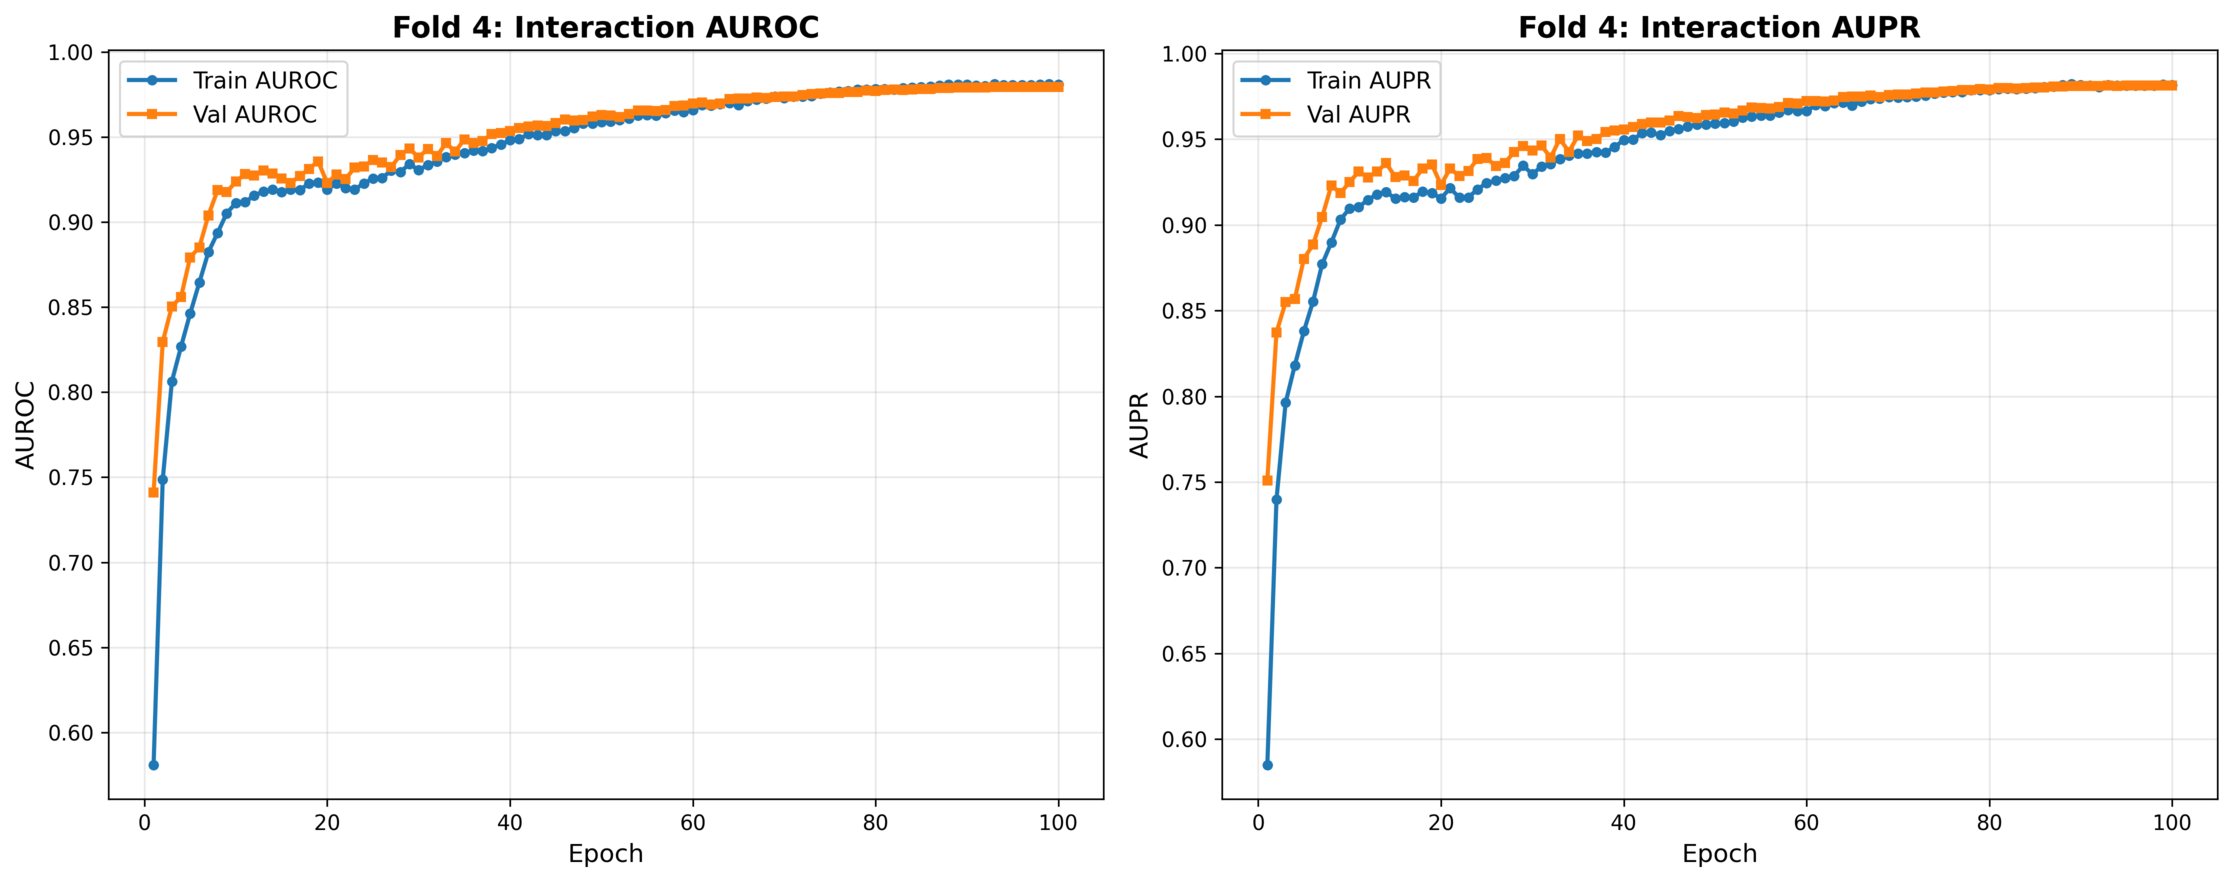 Fold 4: Interaction AUROC
Train AUROC
Val AUROC
AUROC
1.00
0.95
0.90
0.85
0.80
0.75
0.70
0.65
0.60
0 20 40 60 80 100
Epoch
Fold 4: Interaction AUPR
Train AUPR
Val AUPR
AUPR
1.00
0.95
0.90
0.85
0.80
0.75
0.70
0.65
0.60
0 20 40 60 80 100
Epoch